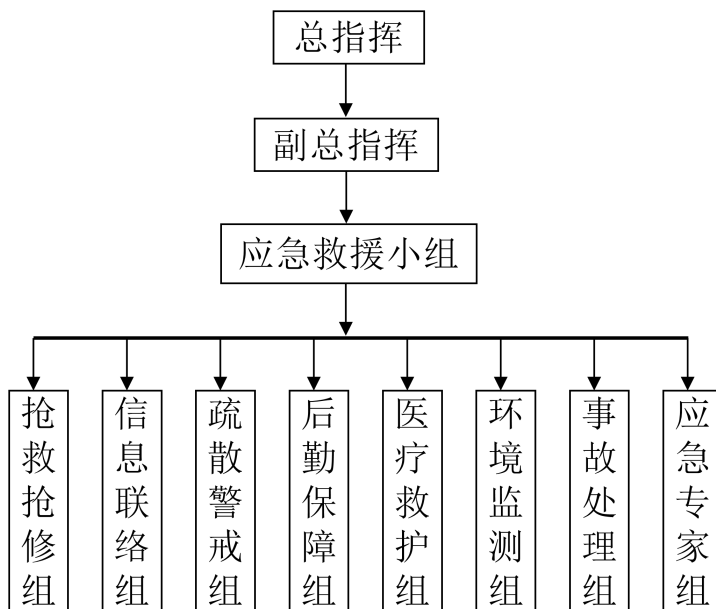 总指挥
副总指挥
应急救援小组
抢救抢修组
信息联络组
疏散警戒组
后勤保障组
医疗救护组
环境监测组
事故处理组
应急专家组